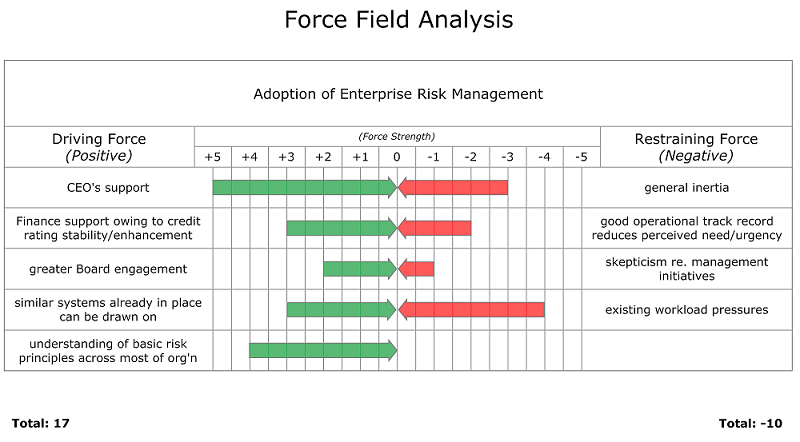 Force Field Analysis
Adoption of Enterprise Risk Management
Driving Force
(Positive)
(Force Strength)
Restraining Force
(Negative)
+5 +4 +3 +2 +1 0 -1 -2 -3 -4 -5
CEO's support
general inertia
Finance support owing to credit
rating stability/enhancement
good operational track record
reduces perceived need/urgency
greater Board engagement
skepticism re. management
initiatives
similar systems already in place
can be drawn on
existing workload pressures
understanding of basic risk
principles across most of org'n
Total: 17
Total: -10